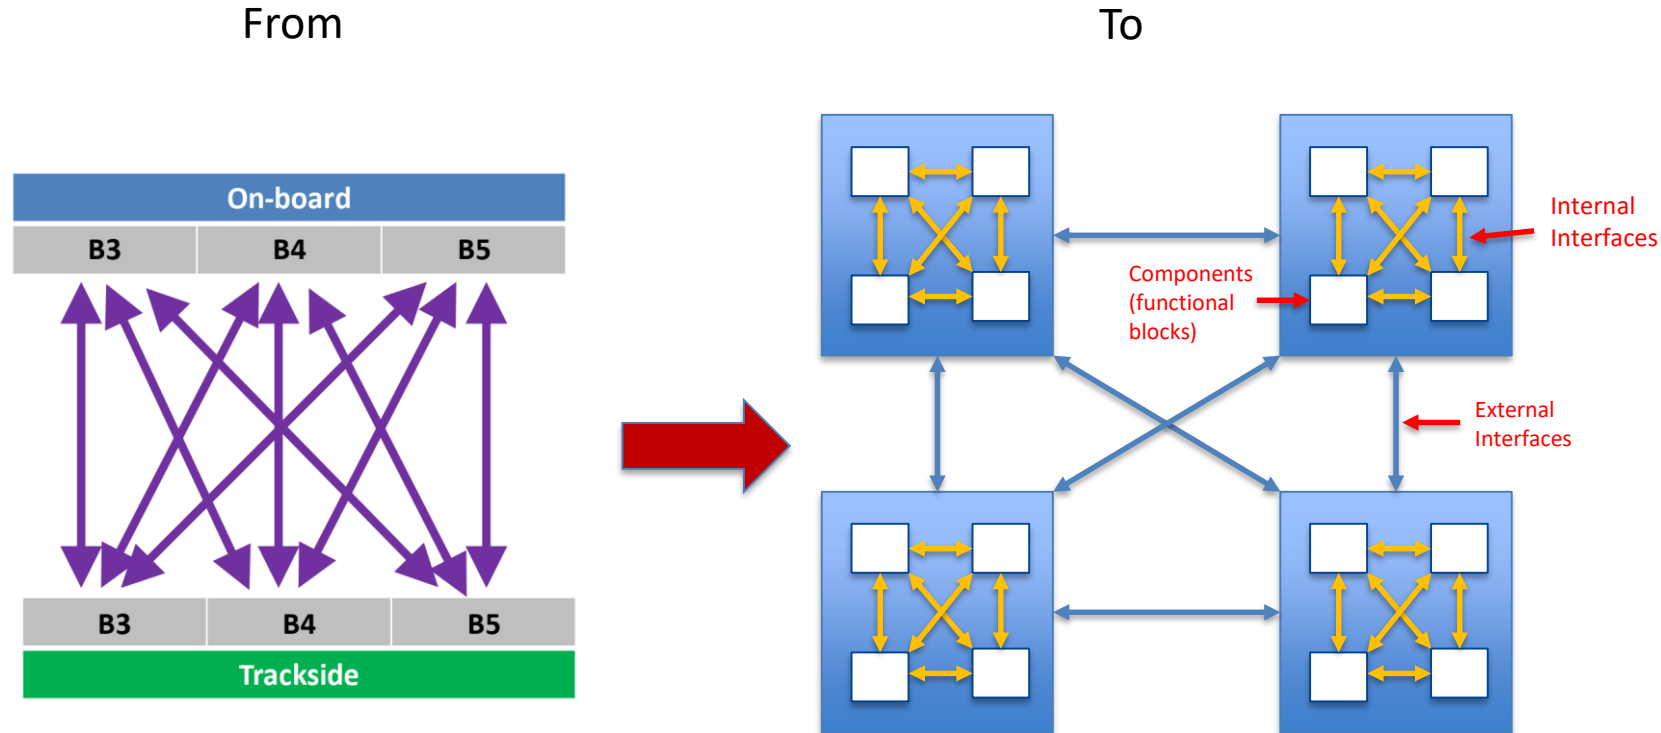 From
To
On-board
B3 B4 B5
B3 B4 B5
Trackside
Internal
Interfaces
Components
(functional
blocks)
External
Interfaces